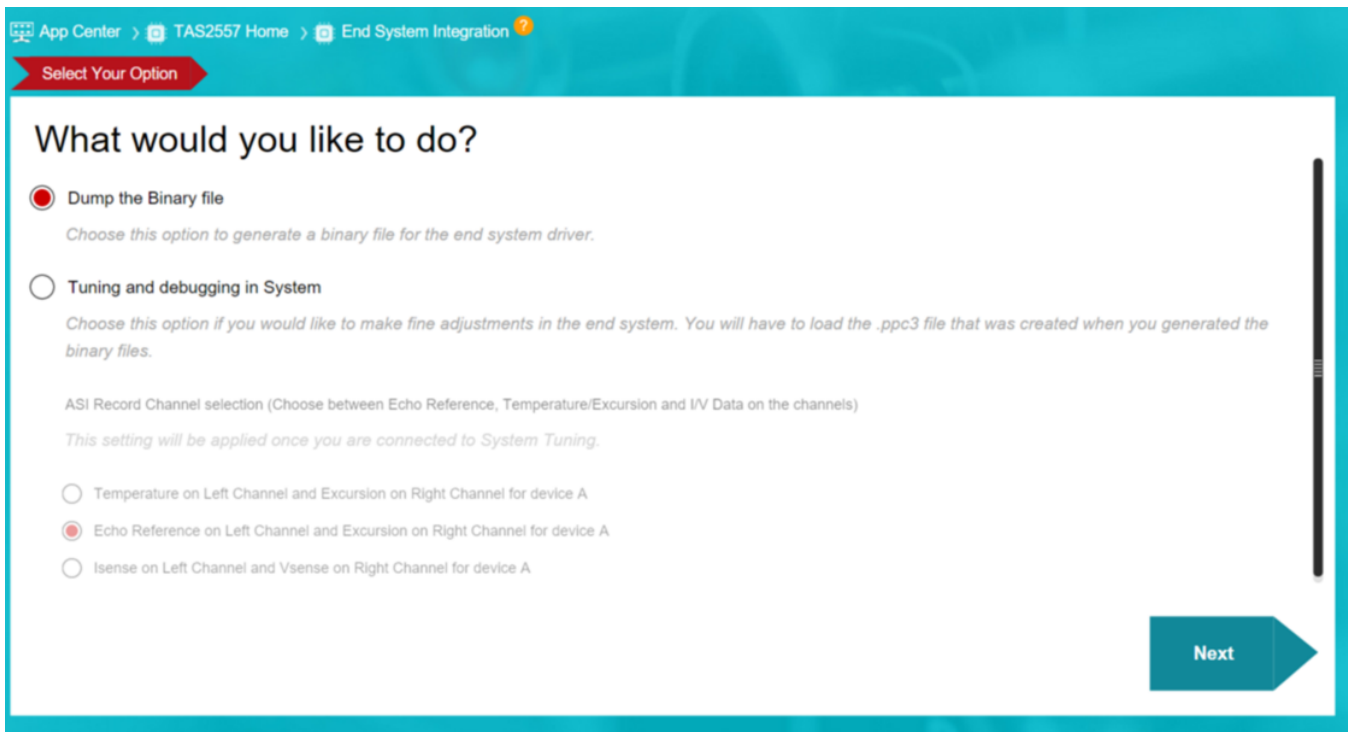 App Center > TAS2557 Home > End System Integration ?
Select Your Option
What would you like to do?
Dump the Binary file
Choose this option to generate a binary file for the end system driver.
Tuning and debugging in System
Choose this option if you would like to make fine adjustments in the end system. You will have to load the .ppc3 file that was created when you generated the
binary files.
ASI Record Channel selection (Choose between Echo Reference, Temperature/Excursion and I/V Data on the channels)
This setting will be applied once you are connected to System Tuning.
Temperature on Left Channel and Excursion on Right Channel for device A
Echo Reference on Left Channel and Excursion on Right Channel for device A
Isense on Left Channel and Vsense on Right Channel for device A
Next